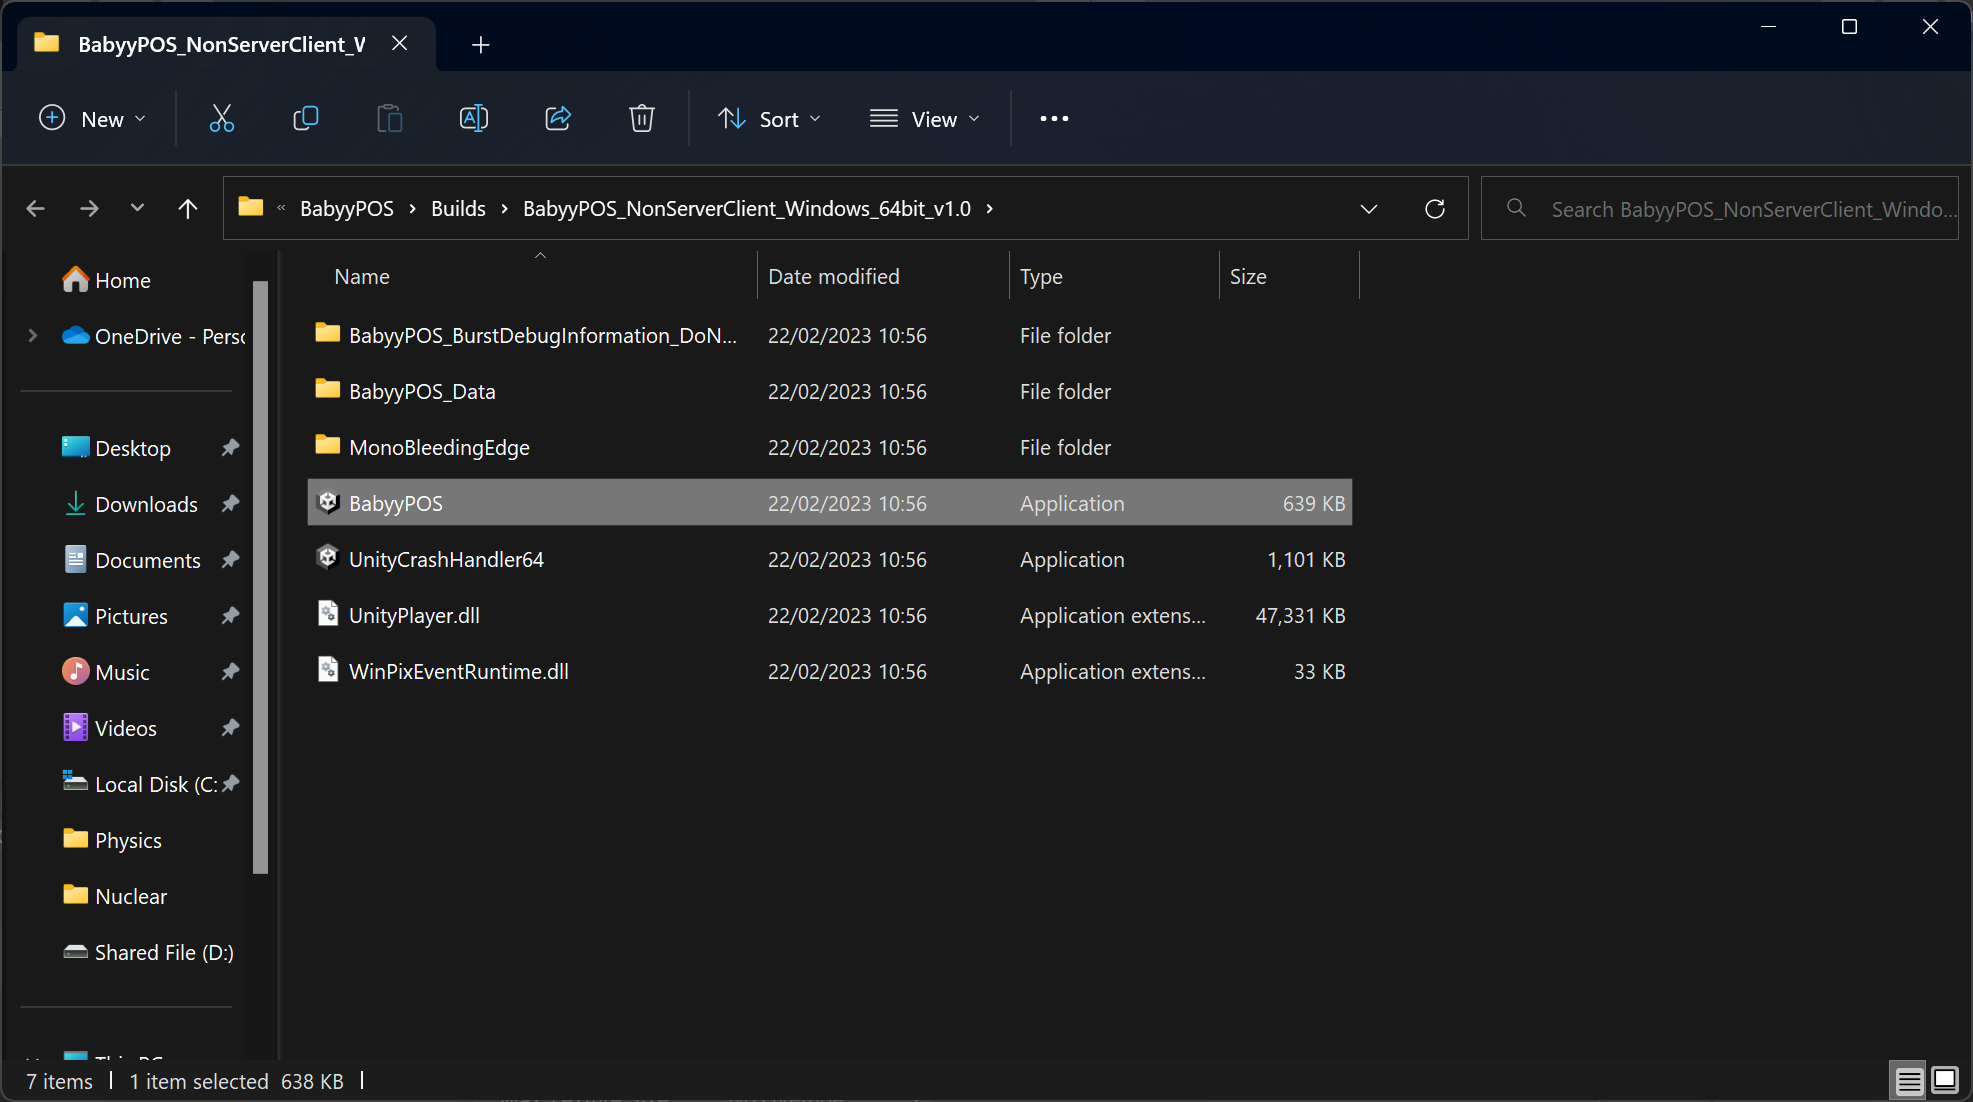 BabyyPOS_NonServerClient_V
New
Sort
View
BabyyPOS › Builds › BabyyPOS_NonServerClient_Windows_64bit_v1.0 ›
Search BabyyPOS_NonServerClient_Windo...
Name Date modified Type Size
Home
OneDrive - Perso
Desktop
Downloads
Documents
Pictures
Music
Videos
Local Disk (C:
Physics
Nuclear
Shared File (D:)
BabyyPOS_BurstDebugInformation_DoN... 22/02/2023 10:56 File folder
BabyyPOS_Data 22/02/2023 10:56 File folder
MonoBleedingEdge 22/02/2023 10:56 File folder
BabyyPOS 22/02/2023 10:56 Application 639 KB
UnityCrashHandler64 22/02/2023 10:56 Application 1,101 KB
UnityPlayer.dll 22/02/2023 10:56 Application extens... 47,331 KB
WinPixEventRuntime.dll 22/02/2023 10:56 Application extens... 33 KB
7 items | 1 item selected 638 KB |